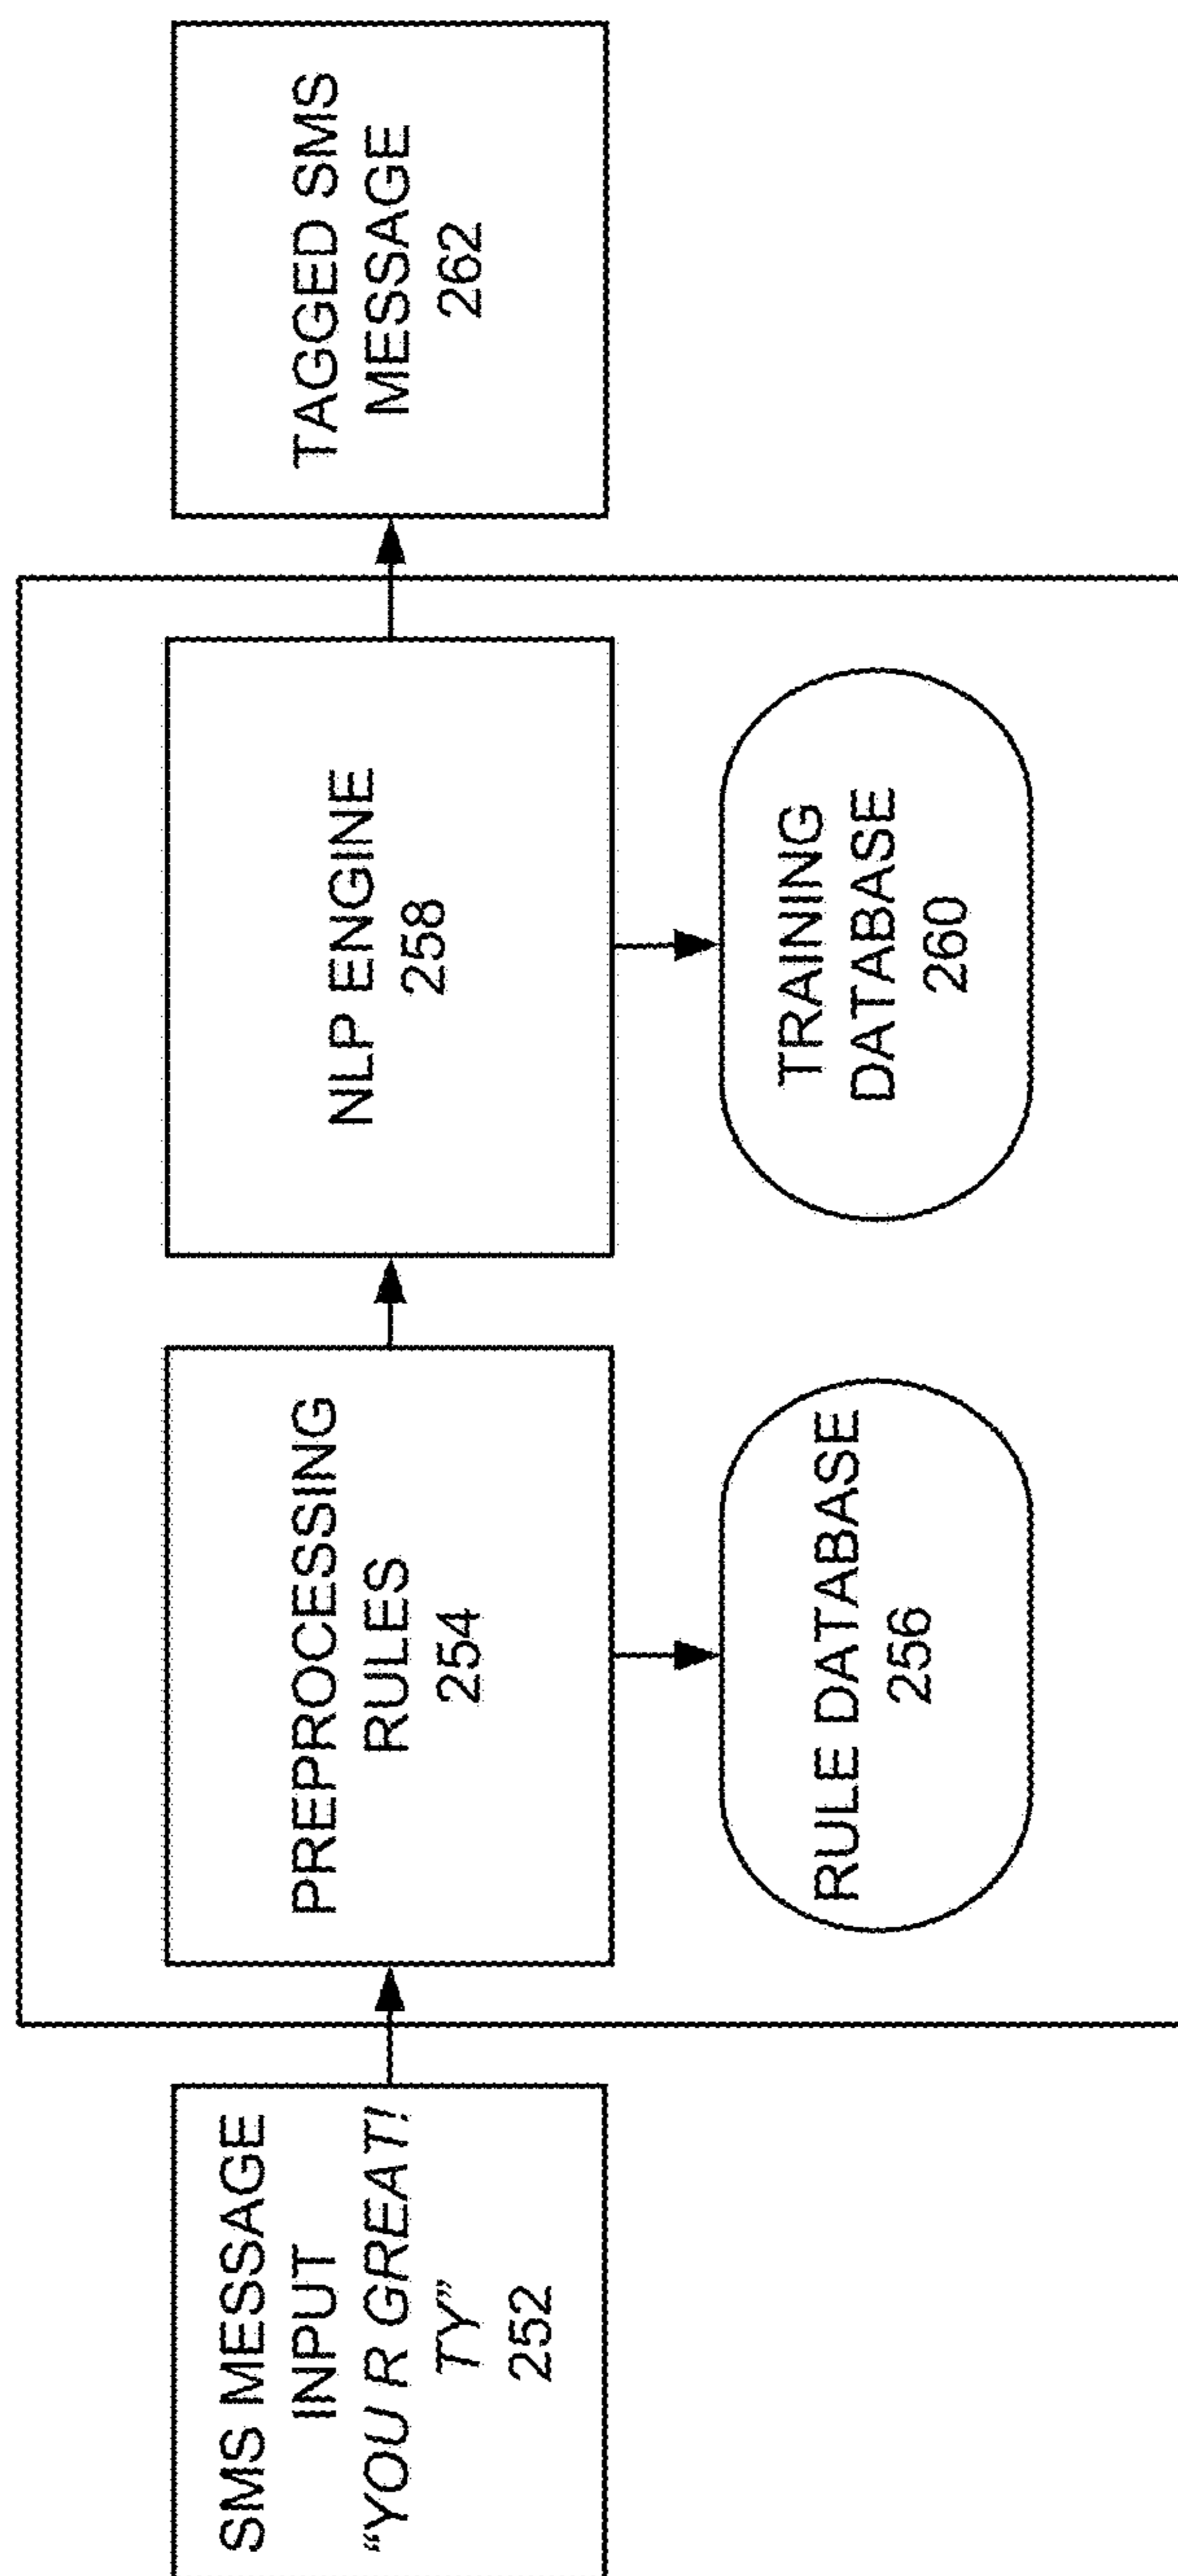 SMS MESSAGE
INPUT
“YOU R GREAT!
TY”
252
PREPROCESSING
RULES
254
RULE DATABASE
256
NLP ENGINE
258
TRAINING
DATABASE
260
TAGGED SMS
MESSAGE
262